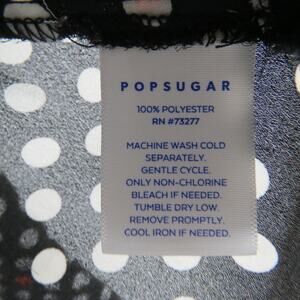 POPSUGAR
100% POLYESTER
RN #73277
MACHINE WASH COLD
SEPARATELY.
GENTLE CYCLE.
ONLY NON-CHLORINE
BLEACH IF NEEDED.
TUMBLE DRY LOW.
REMOVE PROMPTLY.
COOL IRON IF NEEDED.